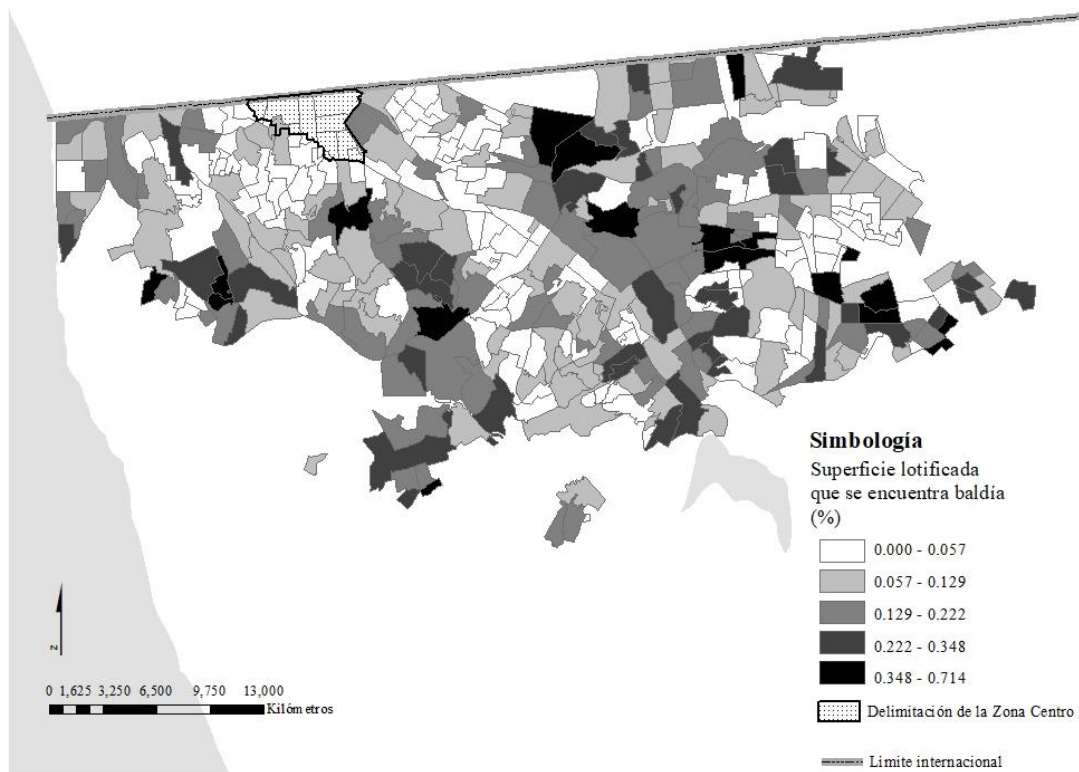 Simbología
Superficie lotificada
que se encuentra baldía
(%)
0.000 - 0.057
0.057 - 0.129
0.129 - 0.222
0.222 - 0.348
0.348 - 0.714
Delimitación de la Zona Centro
Limite internacional
N
0 1,625 3,250 6,500 9,750 13,000
Kilómetros